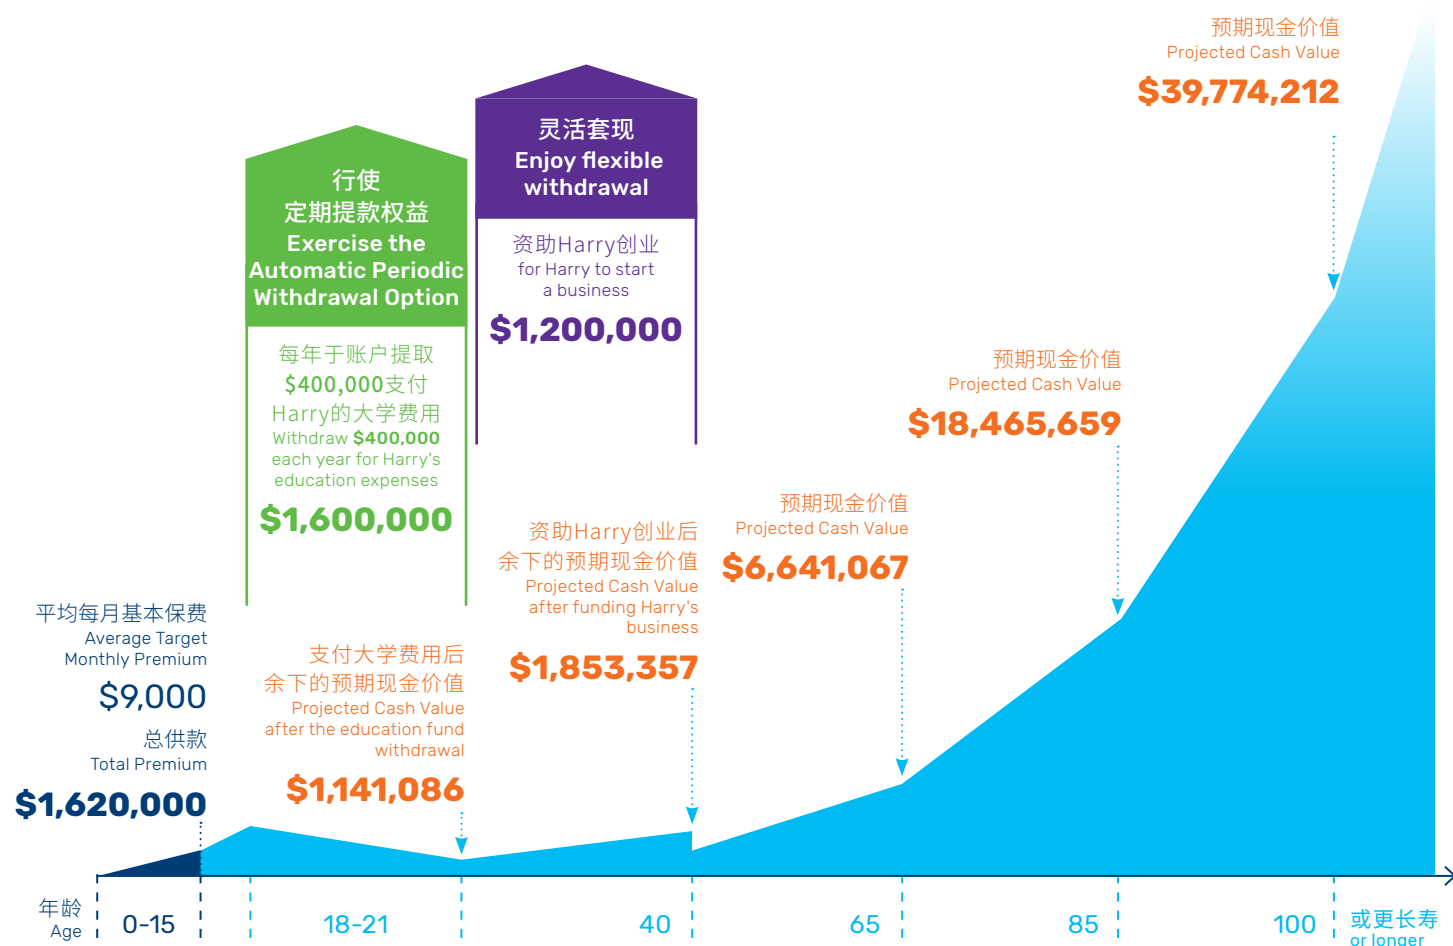 平均每月基本保费
Average Target
Monthly Premium
$9,000
总供款
Total Premium
$1,620,000
行使
定期提款权益
Exercise the
Automatic Periodic
Withdrawal Option
每年于账户提取
$400,000支付
Harry的大学费用
Withdraw $400,000
each year for Harry's
education expenses
$1,600,000
支付大学费用后
余下的预期现金价值
Projected Cash Value
after the education fund
withdrawal
$1,141,086
灵活套现
Enjoy flexible
withdrawal
资助Harry创业
for Harry to start
a business
$1,200,000
资助Harry创业后
余下的预期现金价值
Projected Cash Value
after funding Harry's
business
$1,853,357
预期现金价值
Projected Cash Value
$6,641,067
预期现金价值
Projected Cash Value
$18,465,659
预期现金价值
Projected Cash Value
$39,774,212
年龄
Age
0-15
18-21
40
65
85
100
或更长寿
or longer